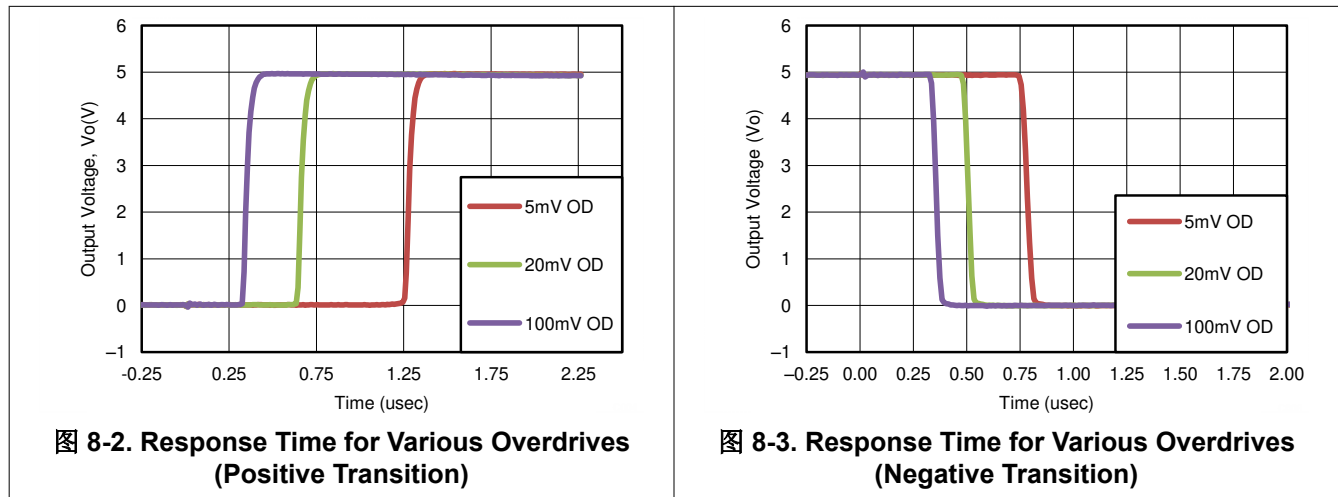 6
5
4
3
2
1
0
–1
Output Voltage, Vo(V)
5mV OD
20mV OD
100mV OD
-0.25 0.25 0.75 1.25 1.75 2.25
Time (usec)
图 8-2. Response Time for Various Overdrives
(Positive Transition)
6
5
4
3
2
1
0
–1
Output Voltage (Vo)
5mV OD
20mV OD
100mV OD
–0.25 0.00 0.25 0.50 0.75 1.00 1.25 1.50 1.75 2.00
Time (usec)
图 8-3. Response Time for Various Overdrives
(Negative Transition)